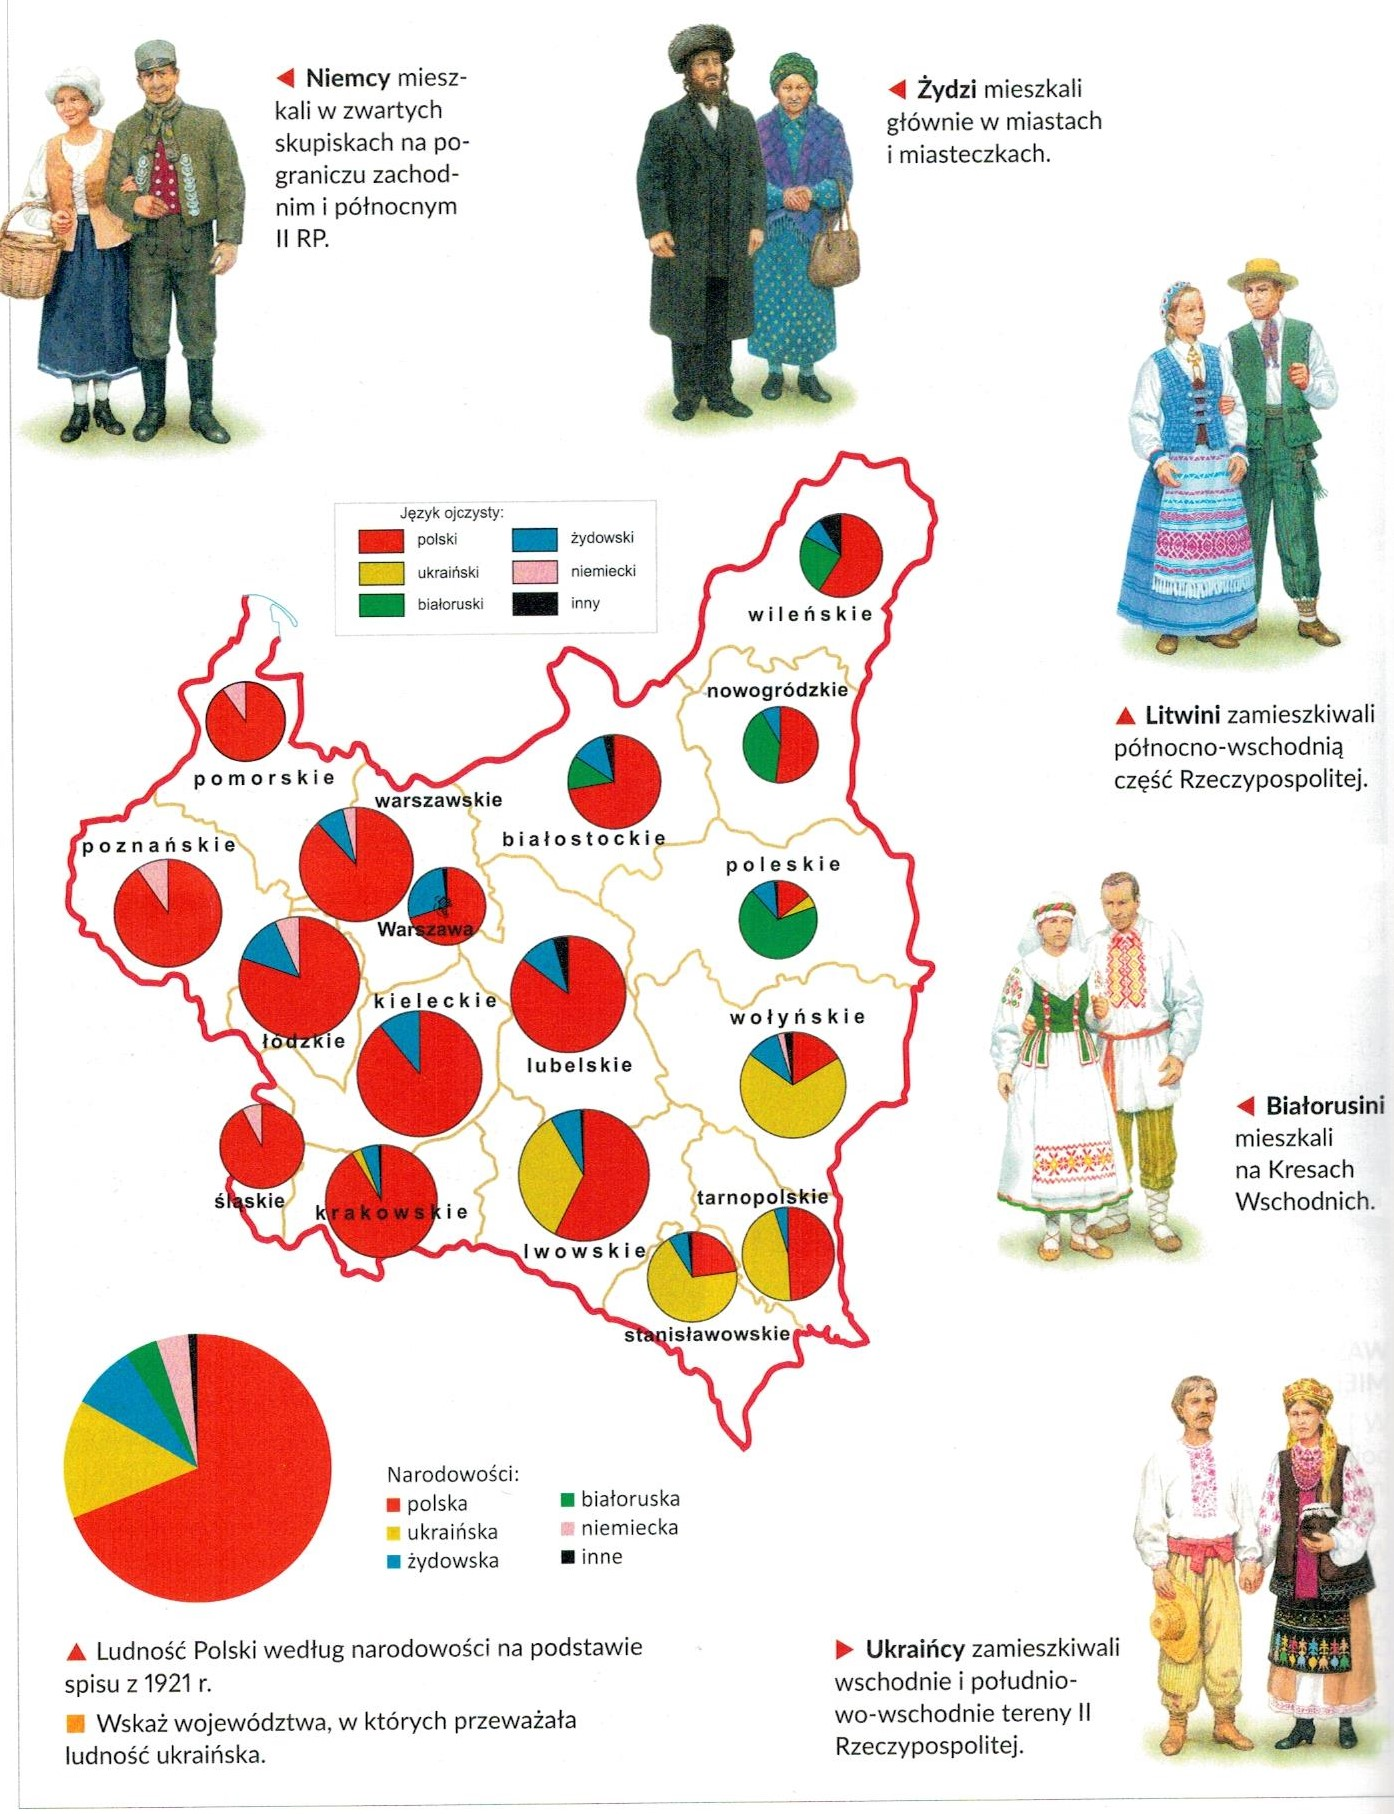 ◄ Niemcy miesz-
kali w zwartych
skupiskach na po-
graniczu zachod-
nim i północnym
II RP.
◄ Żydzi mieszkali
głównie w miastach
i miasteczkach.
▲ Litwini zamieszkiwali
północno-wschodnią
część Rzeczypospolitej.
Język ojczysty:
polski
żydowski
ukraiński
niemiecki
białoruski
inny
wileńskie
nowogródzkie
pomorskie
warszawskie
białostockie
poznańskie
poleskie
Warszawa
kieleckie
wołyńskie
łódzkie
lubelskie
śląskie
krakowskie
tarnopolskie
lwowskie
stanisławowskie
◄ Białorusini
mieszkali
na Kresach
Wschodnich.
Narodowości:
polska
ukraińska
żydowska
białoruska
niemiecka
inne
▲ Ludność Polski według narodowości na podstawie
spisu z 1921 r.
■ Wskaż województwa, w których przeważała
ludność ukraińska.
► Ukraińcy zamieszkiwali
wschodnie i południo-
wo-wschodnie tereny II
Rzeczypospolitej.